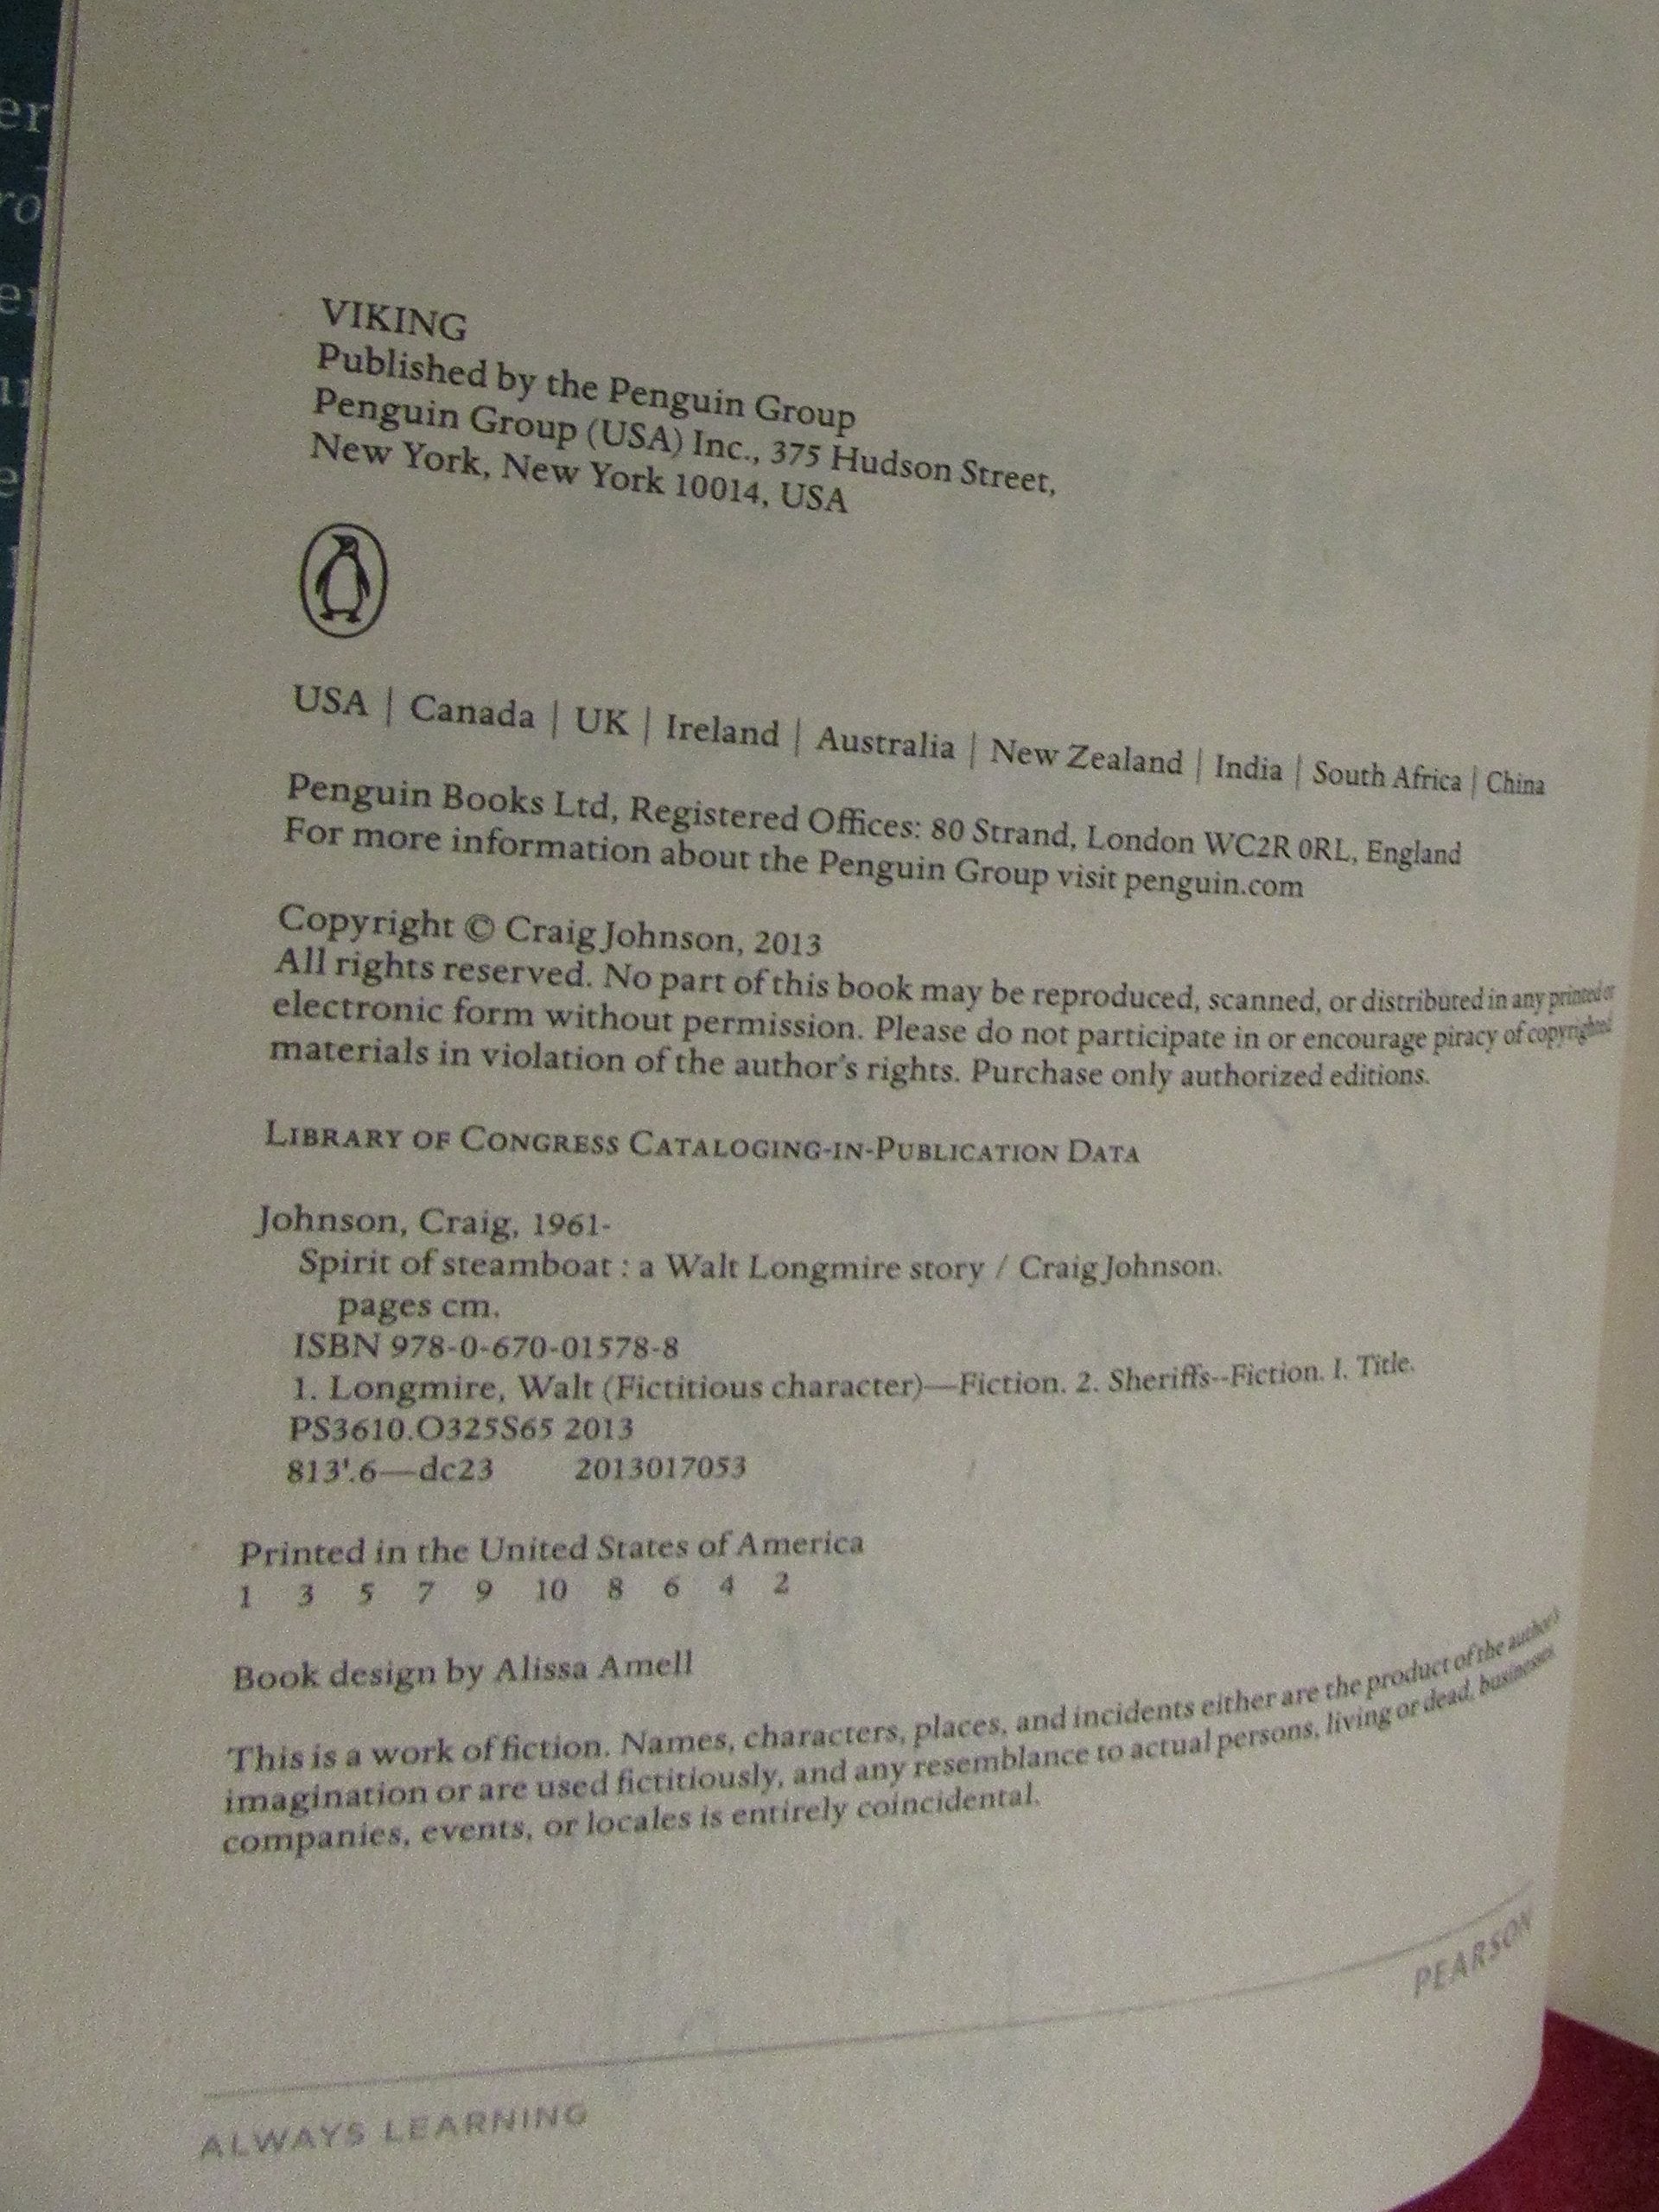 er
ro
er
u
e
VIKING
Published by the Penguin Group
Penguin Group (USA) Inc., 375 Hudson Street,
New York, New York 10014, USA
USA | Canada | UK | Ireland | Australia | New Zealand | India | South Africa | China
Penguin Books Ltd, Registered Offices: 80 Strand, London WC2R 0RL, England
For more information about the Penguin Group visit penguin.com
Copyright © Craig Johnson, 2013
All rights reserved. No part of this book may be reproduced, scanned, or distributed in any printed or
electronic form without permission. Please do not participate in or encourage piracy of copyrighted
materials in violation of the author's rights. Purchase only authorized editions.
LIBRARY OF CONGRESS CATALOGING-IN-PUBLICATION DATA
Johnson, Craig, 1961-
Spirit of steamboat : a Walt Longmire story / Craig Johnson.
pages cm.
ISBN 978-0-670-01578-8
1. Longmire, Walt (Fictitious character)—Fiction. 2. Sheriffs--Fiction. I. Title.
PS3610.O325S65 2013
813'.6—dc23 2013017053
Printed in the United States of America
1 3 5 7 9 10 8 6 4 2
Book design by Alissa Amell
This is a work of fiction. Names, characters, places, and incidents either are the product of the author's
imagination or are used fictitiously, and any resemblance to actual persons, living or dead, businesses
companies, events, or locales is entirely coincidental.
PEARSON
ALWAYS LEARNING